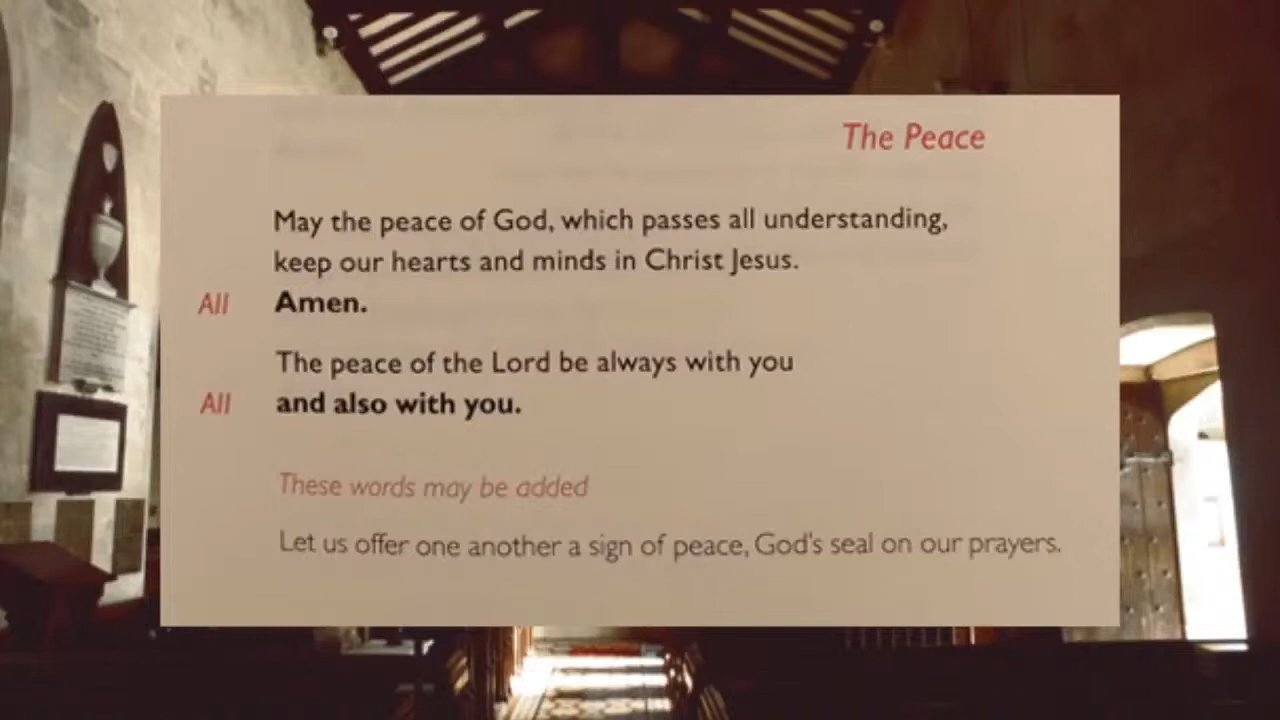 The Peace
May the peace of God, which passes all understanding,
keep our hearts and minds in Christ Jesus.
All Amen.
The peace of the Lord be always with you
All and also with you.
These words may be added
Let us offer one another a sign of peace, God's seal on our prayers.